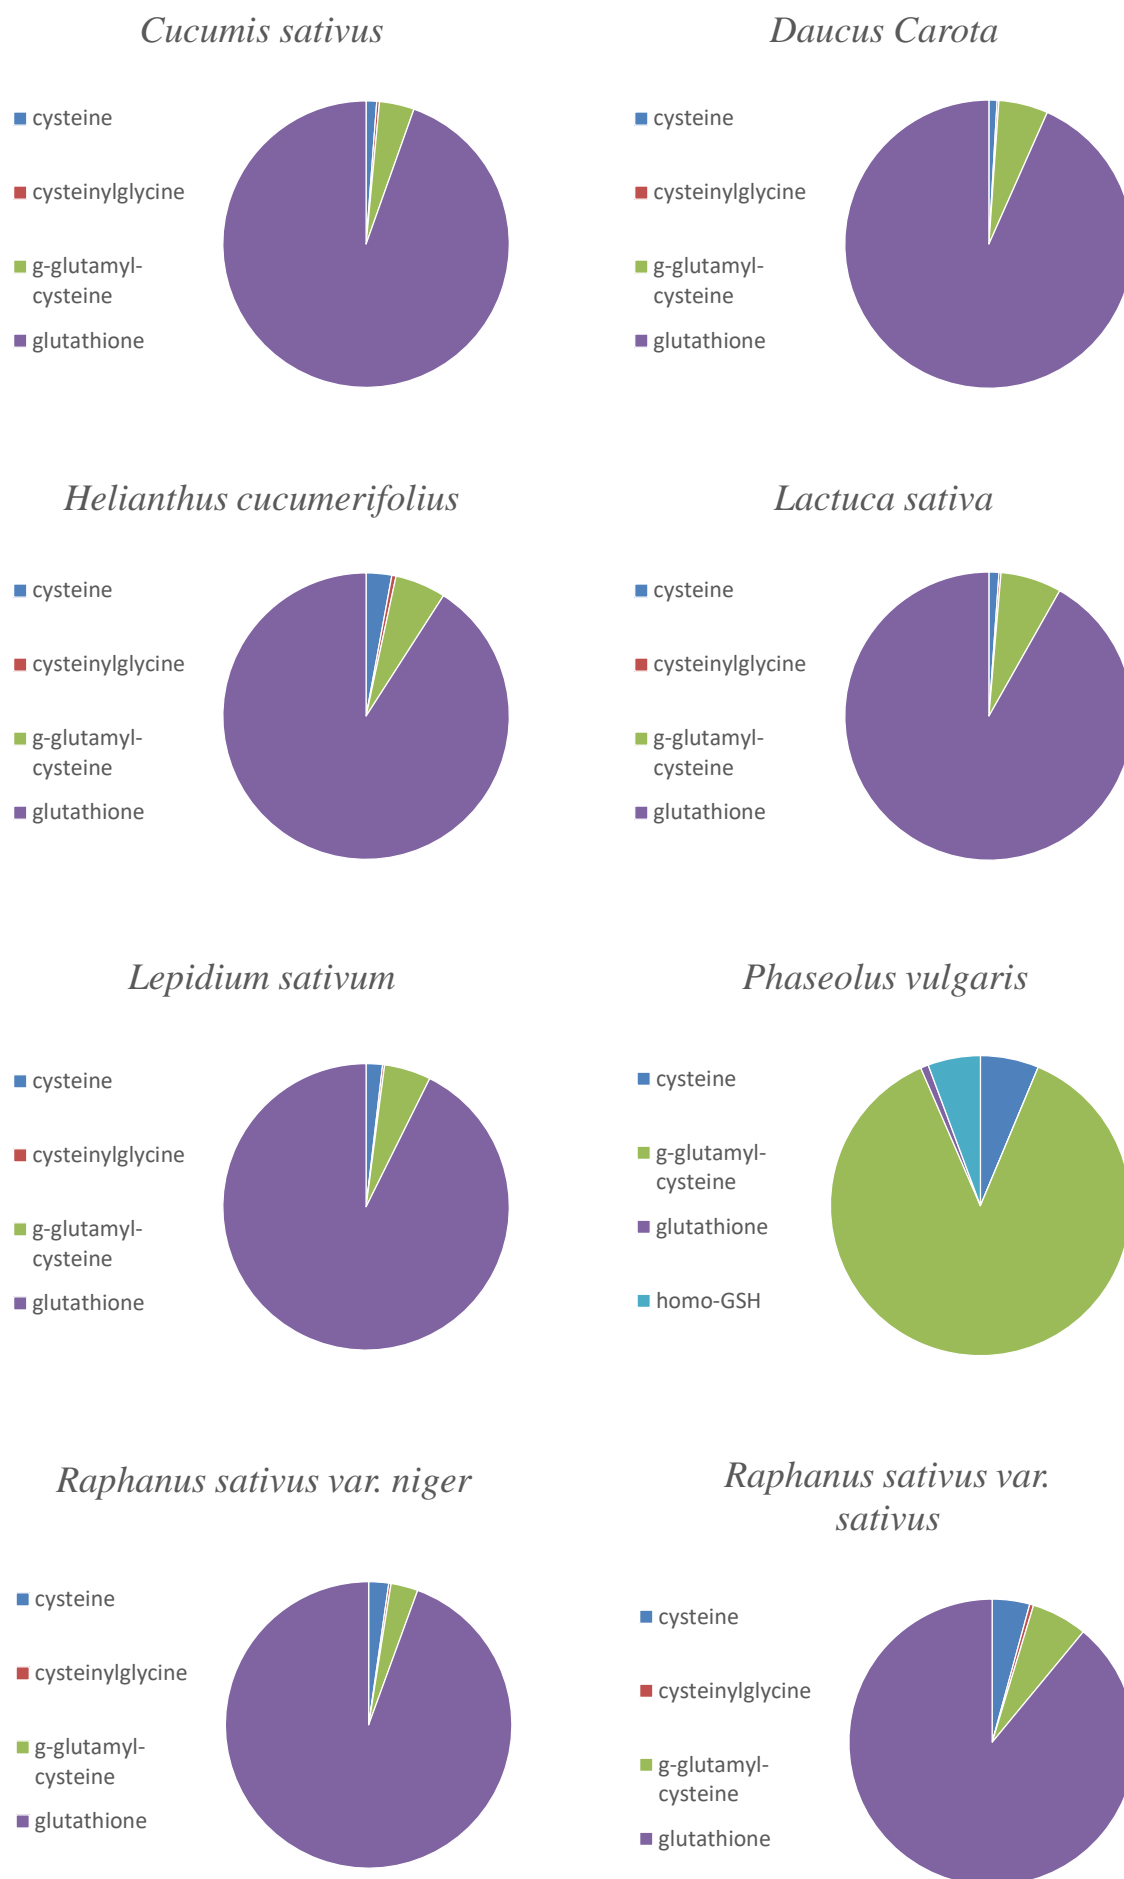 Cucumis sativus
cysteine
cysteinylglycine
g-glutamyl-
cysteine
glutathione
Daucus Carota
cysteine
cysteinylglycine
g-glutamyl-
cysteine
glutathione
Helianthus cucumerifolius
cysteine
cysteinylglycine
g-glutamyl-
cysteine
glutathione
Lactuca sativa
cysteine
cysteinylglycine
g-glutamyl-
cysteine
glutathione
Lepidium sativum
cysteine
cysteinylglycine
g-glutamyl-
cysteine
glutathione
Phaseolus vulgaris
cysteine
g-glutamyl-
cysteine
glutathione
homo-GSH
Raphanus sativus var. niger
cysteine
cysteinylglycine
g-glutamyl-
cysteine
glutathione
Raphanus sativus var.
sativus
cysteine
cysteinylglycine
g-glutamyl-
cysteine
glutathione